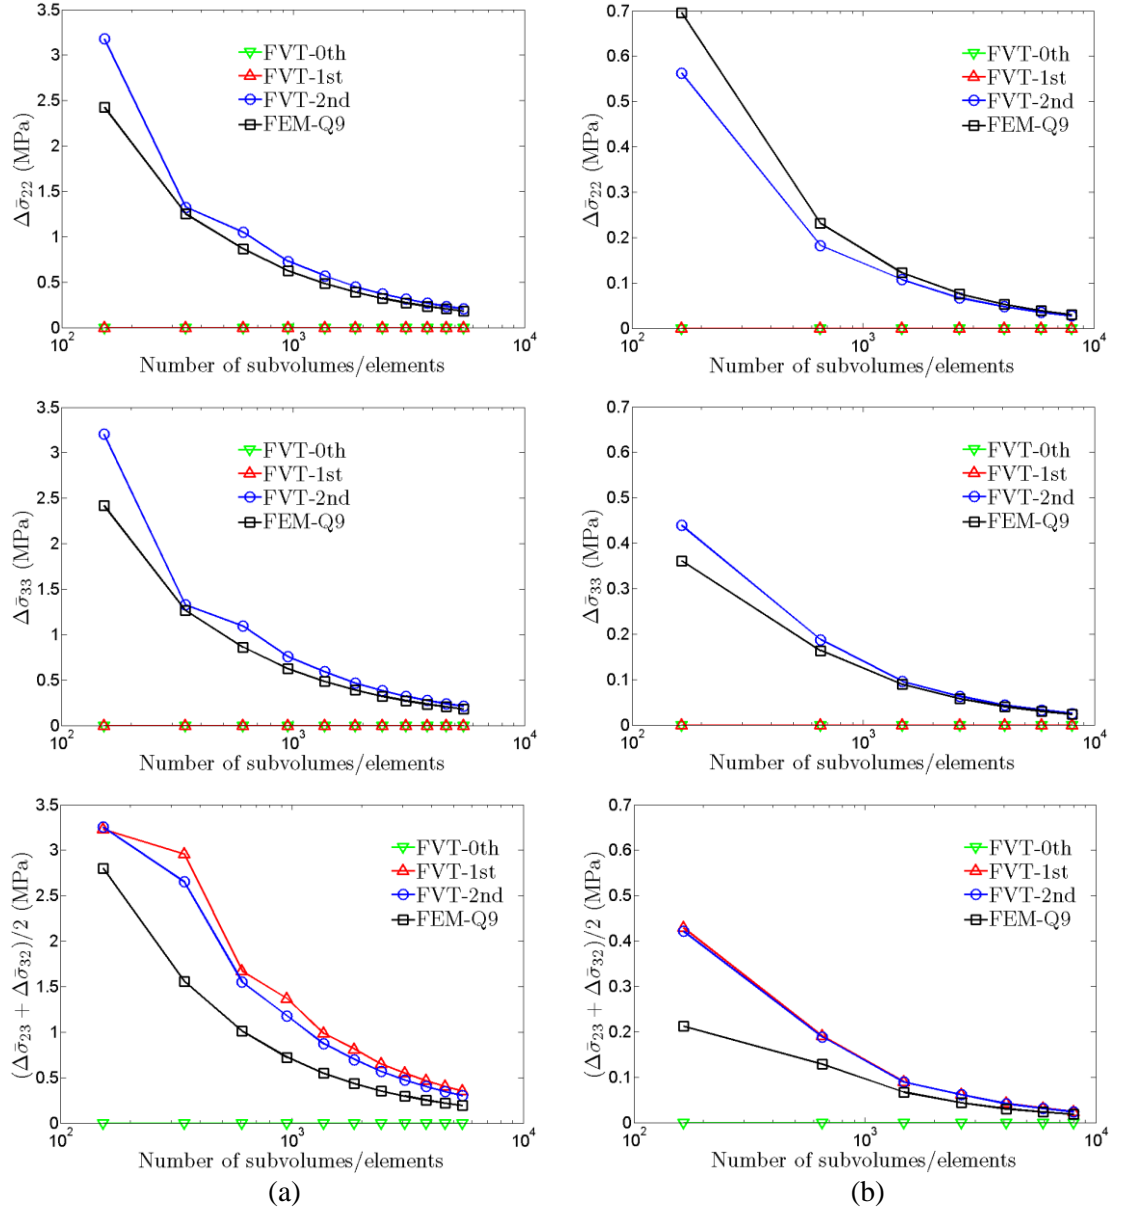 3.5
3
2.5
2
1.5
1
0.5
0
Δσ̄22 (MPa)
FVT-0th
FVT-1st
FVT-2nd
FEM-Q9
10^2
10^3
10^4
Number of subvolumes/elements
0.7
0.6
0.5
0.4
0.3
0.2
0.1
0
Δσ̄22 (MPa)
FVT-0th
FVT-1st
FVT-2nd
FEM-Q9
10^2
10^3
10^4
Number of subvolumes/elements
3.5
3
2.5
2
1.5
1
0.5
0
Δσ̄33 (MPa)
FVT-0th
FVT-1st
FVT-2nd
FEM-Q9
10^2
10^3
10^4
Number of subvolumes/elements
0.7
0.6
0.5
0.4
0.3
0.2
0.1
0
Δσ̄33 (MPa)
FVT-0th
FVT-1st
FVT-2nd
FEM-Q9
10^2
10^3
10^4
Number of subvolumes/elements
3.5
3
2.5
2
1.5
1
0.5
0
(Δσ̄23 + Δσ̄32)/2 (MPa)
FVT-0th
FVT-1st
FVT-2nd
FEM-Q9
10^2
10^3
10^4
Number of subvolumes/elements
0.7
0.6
0.5
0.4
0.3
0.2
0.1
0
(Δσ̄23 + Δσ̄32)/2 (MPa)
FVT-0th
FVT-1st
FVT-2nd
FEM-Q9
10^2
10^3
10^4
Number of subvolumes/elements
(a)
(b)